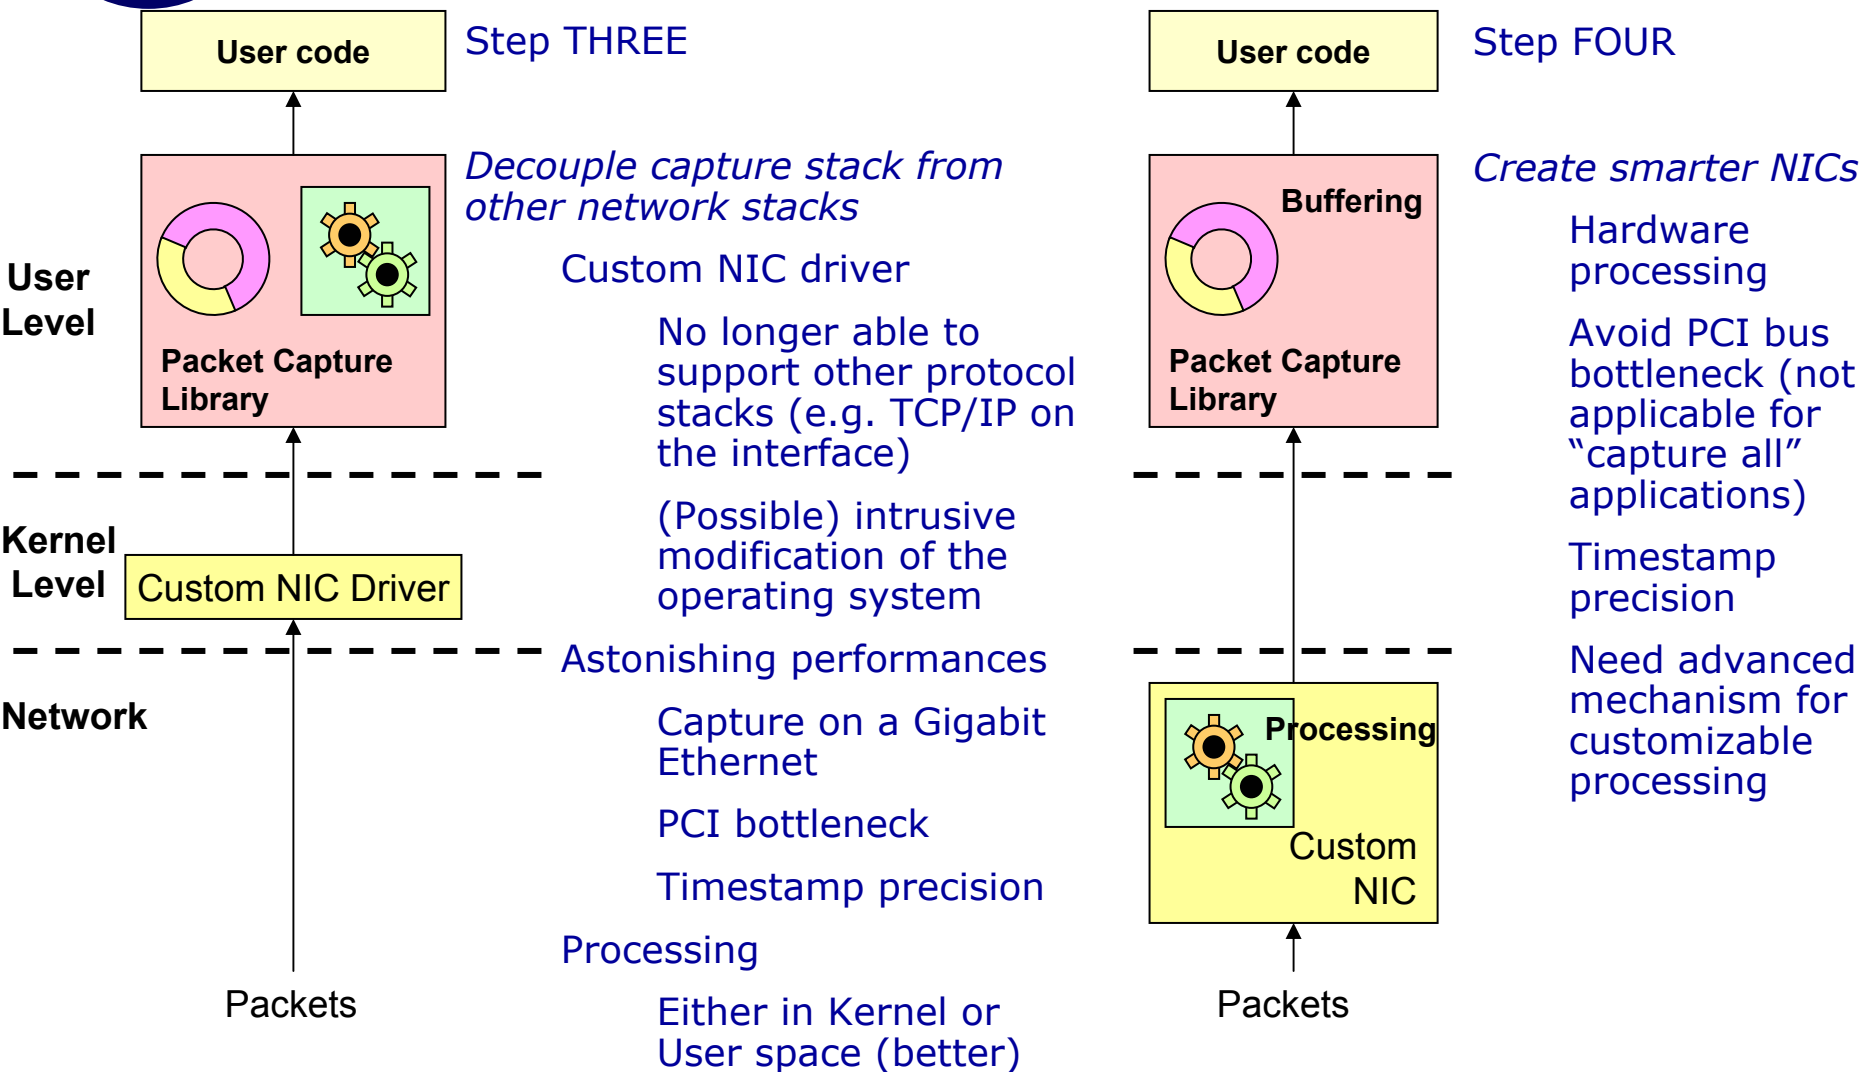 User code
Step THREE
Decouple capture stack from
other network stacks
Custom NIC driver
No longer able to
support other protocol
stacks (e.g. TCP/IP on
the interface)
(Possible) intrusive
modification of the
operating system
Astonishing performances
Capture on a Gigabit
Ethernet
PCI bottleneck
Timestamp precision
Processing
Either in Kernel or
User space (better)
User
Level
Packet Capture
Library
Kernel
Level
Custom NIC Driver
Network
Packets
User code
Step FOUR
Create smarter NICs
Hardware
processing
Avoid PCI bus
bottleneck (not
applicable for
“capture all”
applications)
Timestamp
precision
Need advanced
mechanism for
customizable
processing
Buffering
Packet Capture
Library
Processing
Custom
NIC
Packets